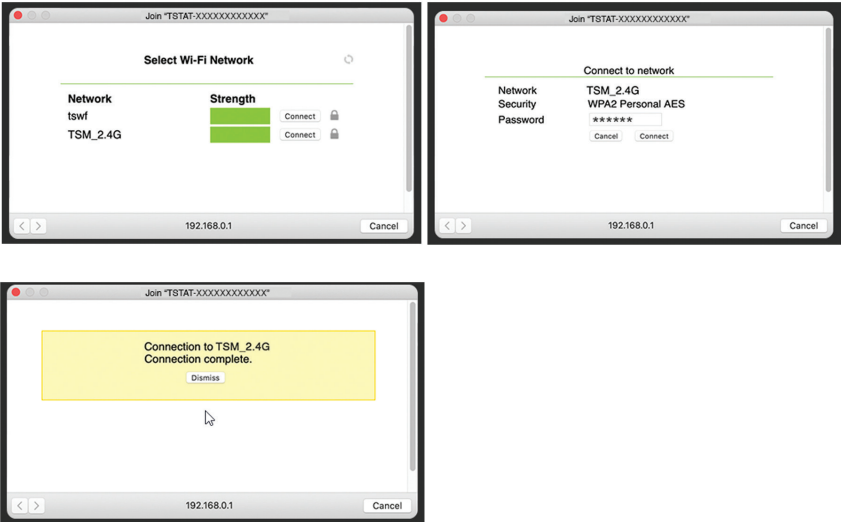 Join "TSTAT-XXXXXXXXXXXX"
Select Wi-Fi Network
Network Strength
tswf Connect
TSM_2.4G Connect
192.168.0.1 Cancel
Join "TSTAT-XXXXXXXXXXXX"
Connect to network
Network TSM_2.4G
Security WPA2 Personal AES
Password ******
Cancel Connect
192.168.0.1 Cancel
Join "TSTAT-XXXXXXXXXXXX"
Connection to TSM_2.4G
Connection complete.
Dismiss
192.168.0.1 Cancel